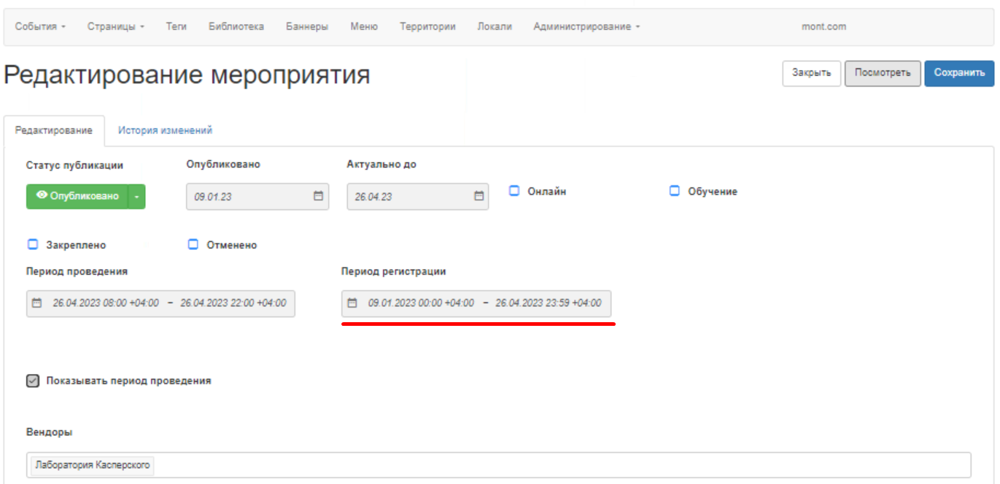 События Страницы Теги Библиотека Баннеры Меню Территории Локали Администрирование mont.com
Редактирование мероприятия
Закрыть Посмотреть Сохранить
Редактирование История изменений
Статус публикации Опубликовано Актуально до
Опубликовано 09.01.23 26.04.23 Онлайн Обучение
Закреплено Отменено
Период проведения Период регистрации
26.04.2023 08:00 +04:00 – 26.04.2023 22:00 +04:00 09.01.2023 00:00 +04:00 – 26.04.2023 23:59 +04:00
Показывать период проведения
Вендоры
Лаборатория Касперского